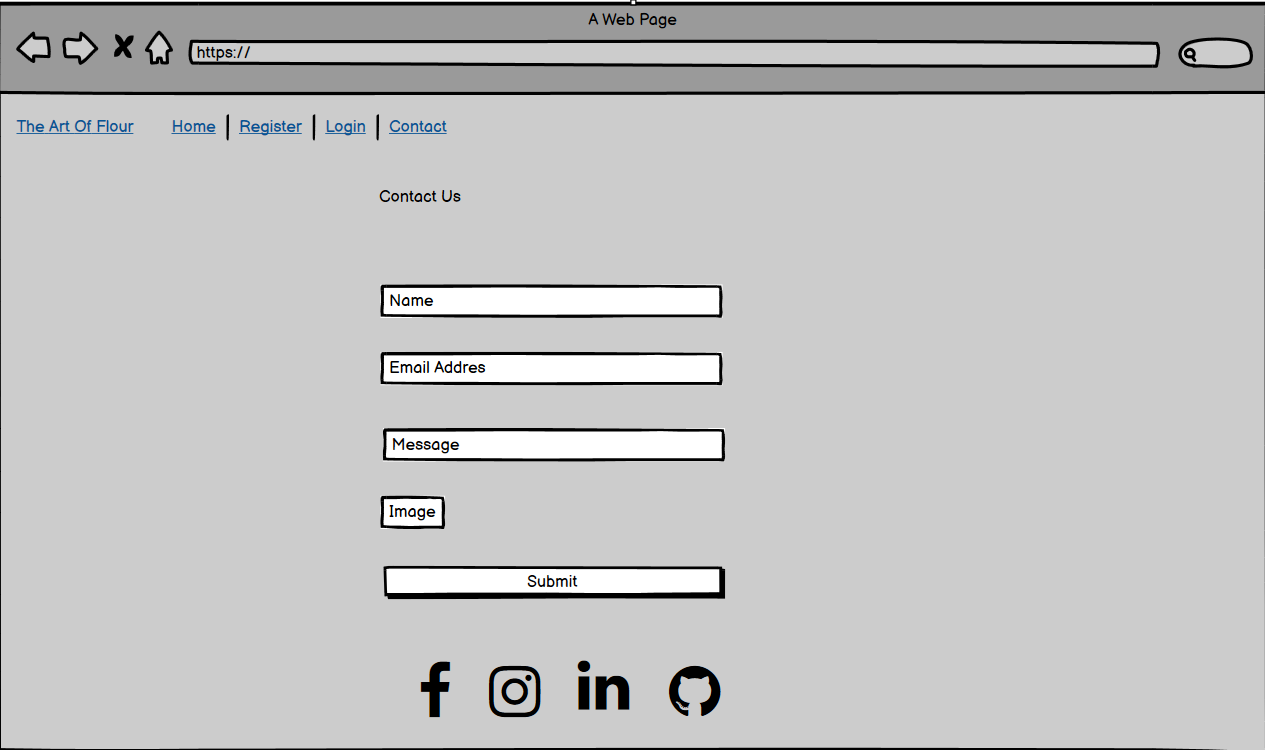 A Web Page
https://
The Art Of Flour Home Register Login Contact
Contact Us
Name
Email Addres
Message
Image
Submit
in